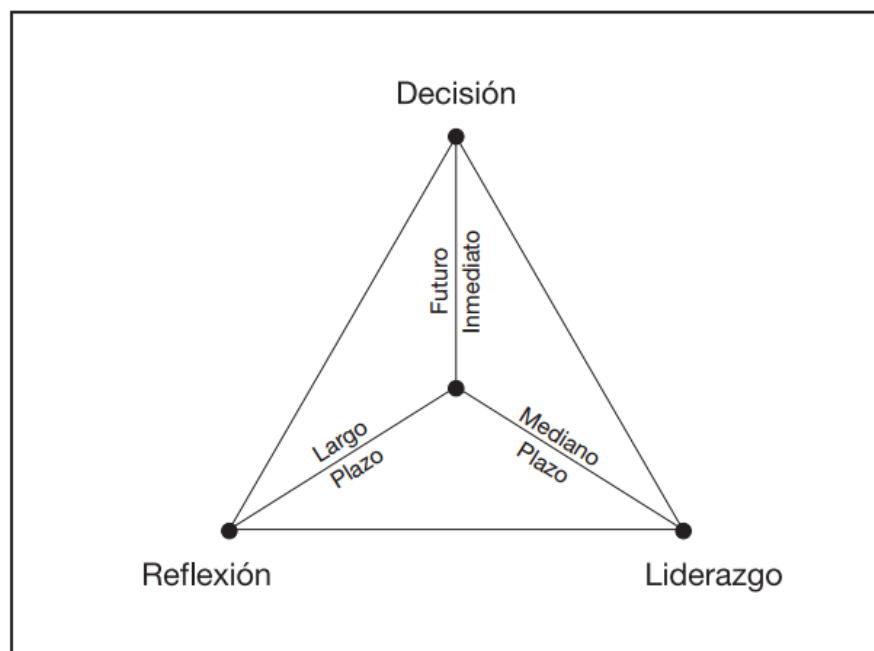 Decisión
Futuro
Inmediato
Largo
Plazo
Mediano
Plazo
Reflexión
Liderazgo